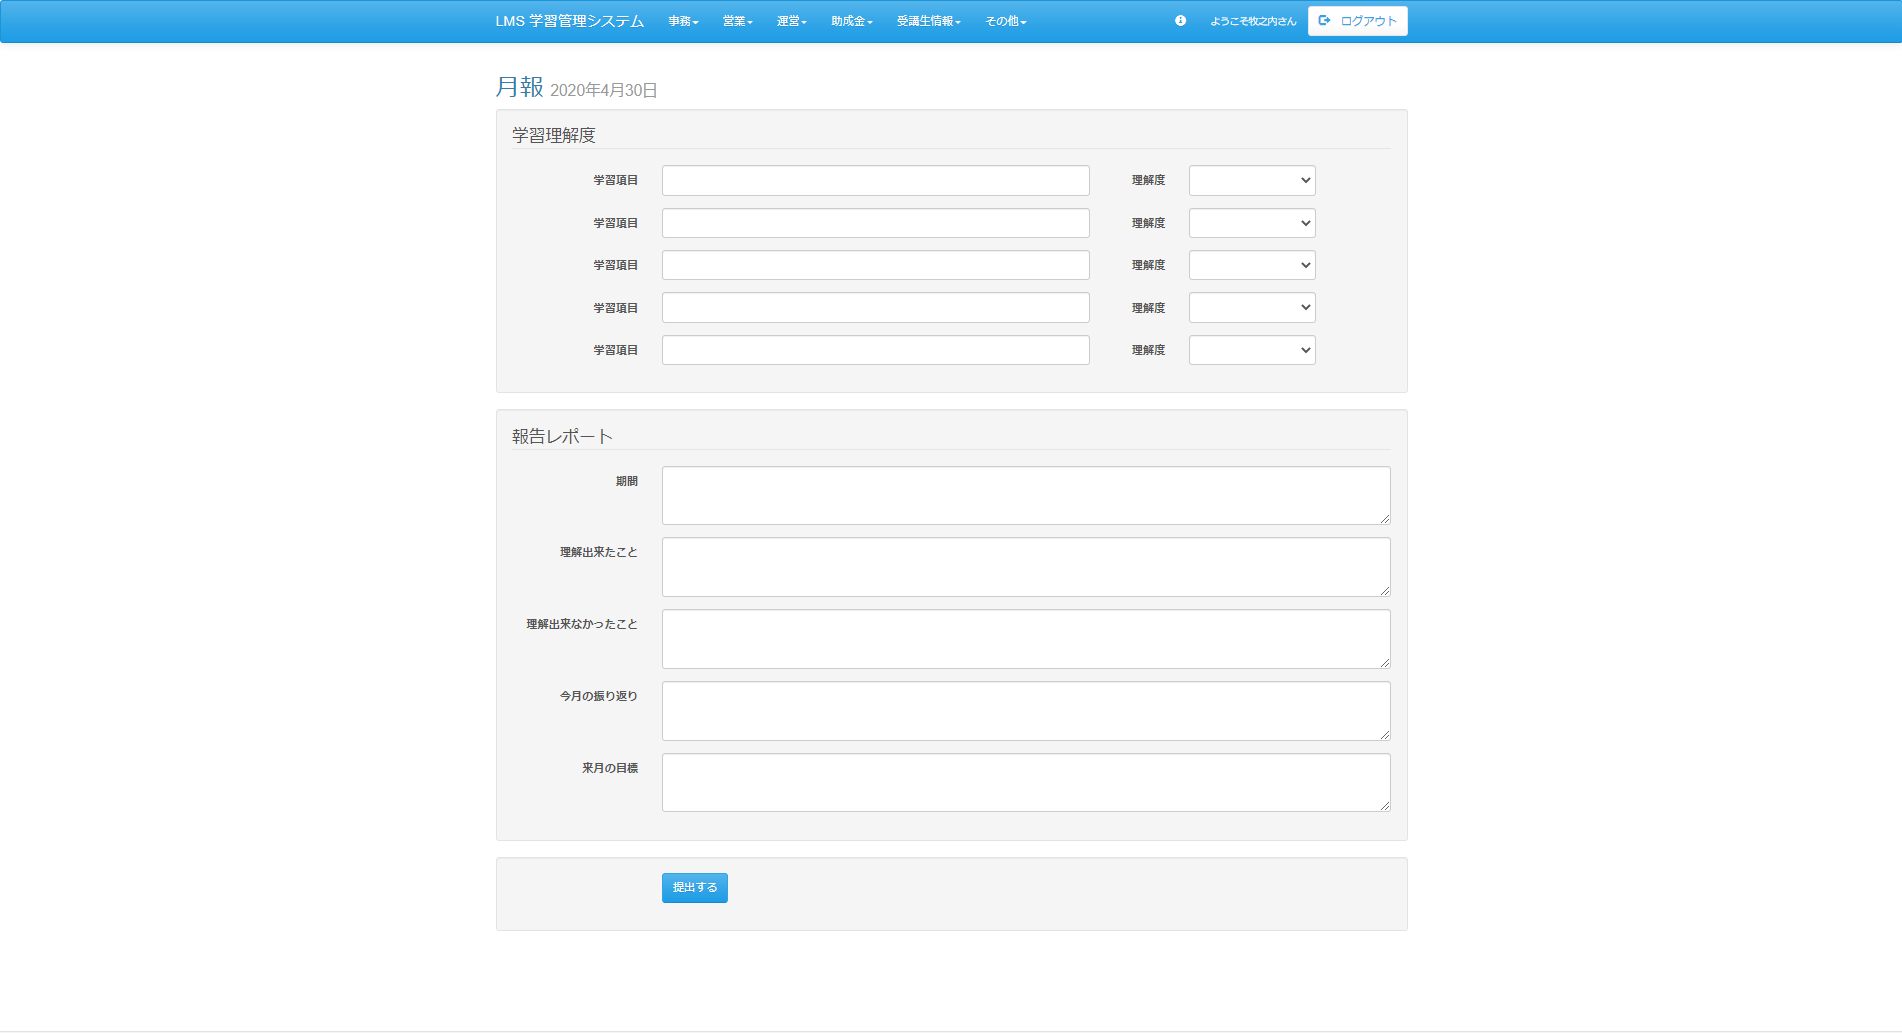 LMS 学習管理システム 事務 営業 運営 助成金 受講生情報 その他 ようこそ牧之内さん ログアウト
月報 2020年4月30日
学習理解度
学習項目 理解度
学習項目 理解度
学習項目 理解度
学習項目 理解度
学習項目 理解度
報告レポート
期間
理解出来たこと
理解出来なかったこと
今月の振り返り
来月の目標
提出する